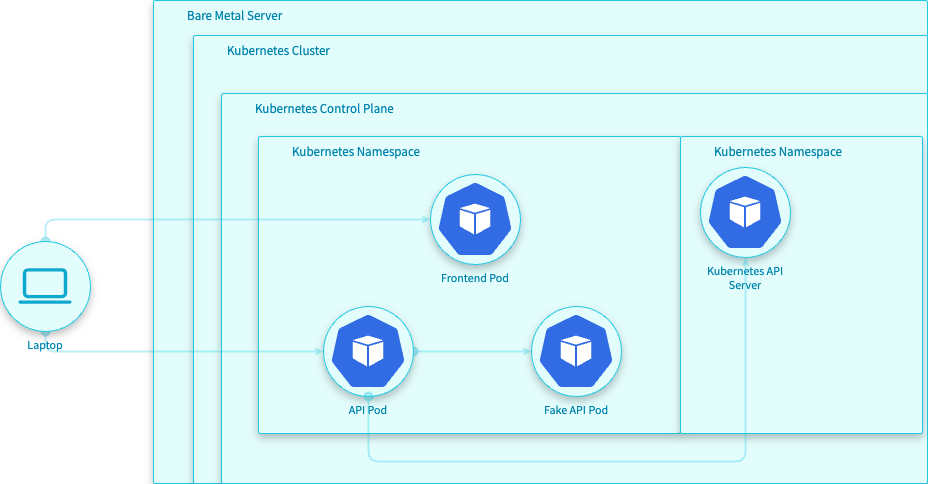 Bare Metal Server
Kubernetes Cluster
Kubernetes Control Plane
Kubernetes Namespace
Kubernetes Namespace
Frontend Pod
Kubernetes API
Server
Laptop
API Pod
Fake API Pod